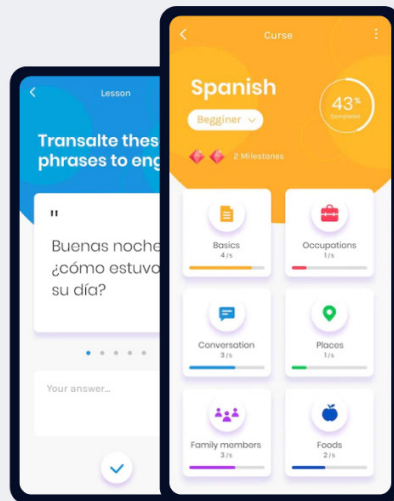 Lesson
Transalte thes
phrases to eng
"
Buenas noche
¿cómo estuvo
su día?
Your answer...
Curse
Spanish
Begginer
43%
Completed
2 Milestones
Basics
4/5
Occupations
1/5
Conversation
3/5
Places
1/5
Family members
3/5
Foods
2/5